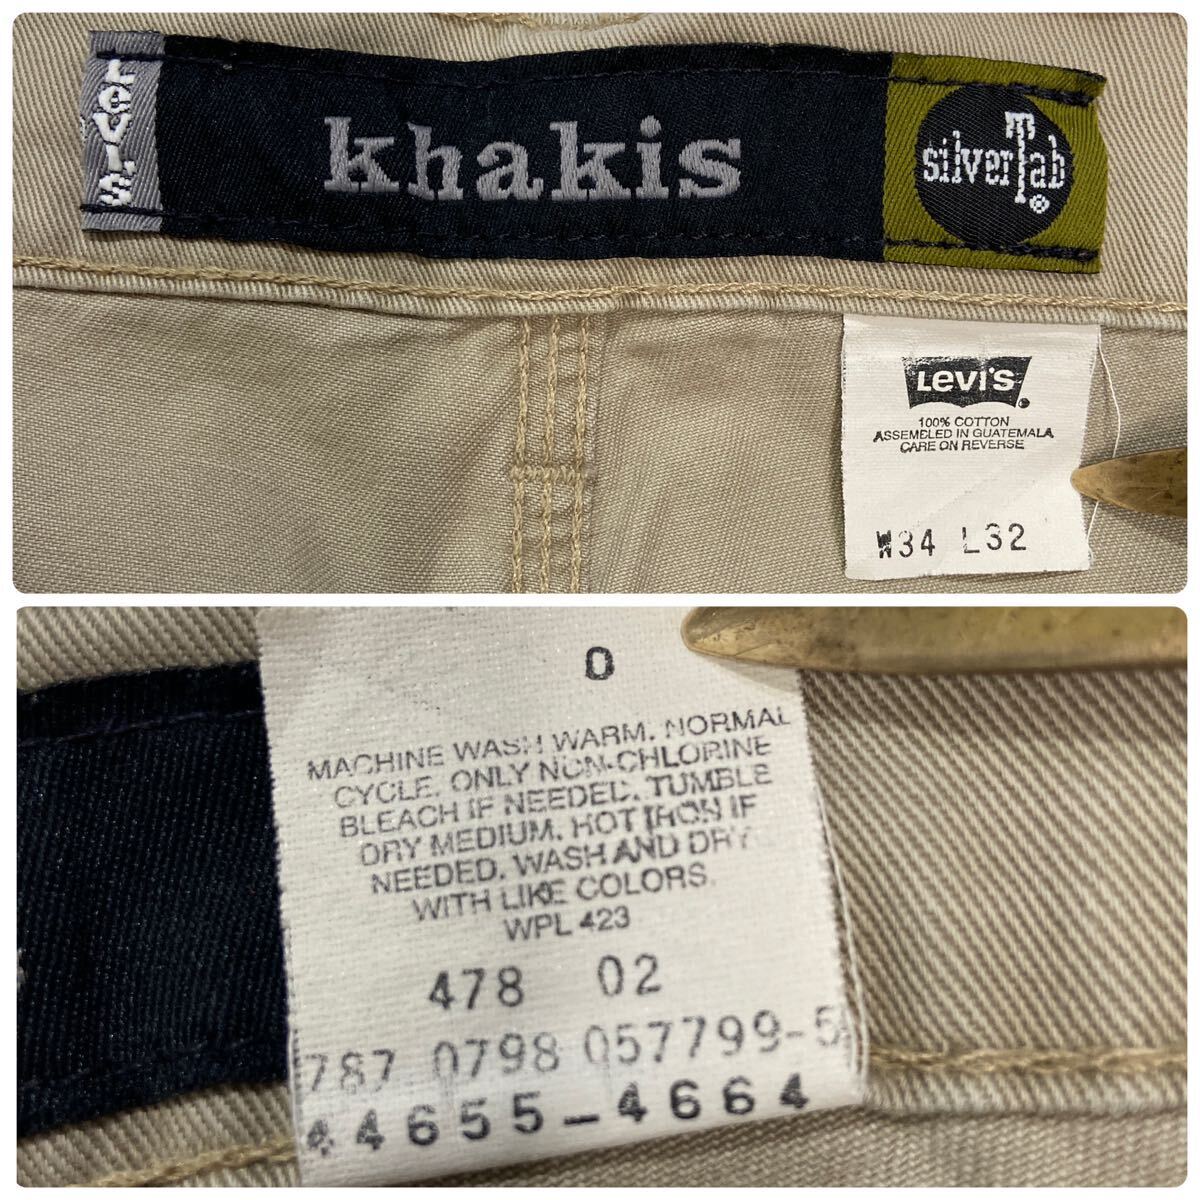 LEVI'S
khakis
silverTab ®
LEVI'S ®
100% COTTON
ASSEMBLED IN GUATEMALA
CARE ON REVERSE
W34 L32
0
MACHINE WASH WARM. NORMAL
CYCLE. ONLY NON-CHLORINE
BLEACH IF NEEDED. TUMBLE
DRY MEDIUM. HOT IRON IF
NEEDED. WASH AND DRY
WITH LIKE COLORS.
WPL 423
478 02
787 0798 057799-5
44655-4664